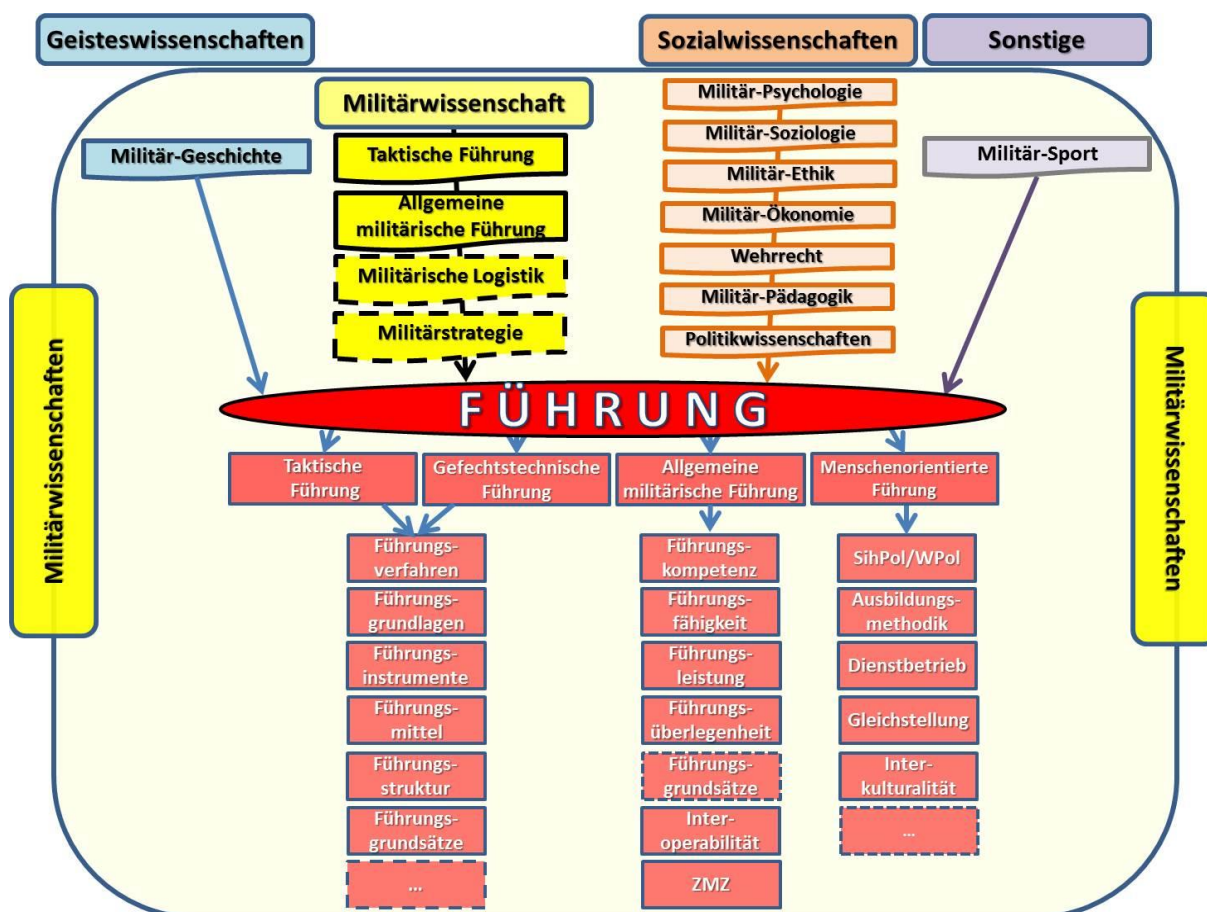 Geisteswissenschaften
Sozialwissenschaften
Sonstige
Militärwissenschaft
Militär-Geschichte
Taktische Führung
Allgemeine
militärische Führung
Militärische Logistik
Militärstrategie
Militär-Psychologie
Militär-Soziologie
Militär-Ethik
Militär-Ökonomie
Wehrrecht
Militär-Pädagogik
Politikwissenschaften
Militär-Sport
Militärwissenschaften
Militärwissenschaften
FÜHRUNG
Taktische
Führung
Gefechtstechnische
Führung
Allgemeine
militärische Führung
Menschenorientierte
Führung
Führungs-
verfahren
Führungs-
grundlagen
Führungs-
instrumente
Führungs-
mittel
Führungs-
struktur
Führungs-
grundsätze
...
Führungs-
kompetenz
Führungs-
fähigkeit
Führungs-
leistung
Führungs-
überlegenheit
Führungs-
grundsätze
Inter-
operabilität
ZMZ
SihPol/WPol
Ausbildungs-
methodik
Dienstbetrieb
Gleichstellung
Inter-
kulturalität
...